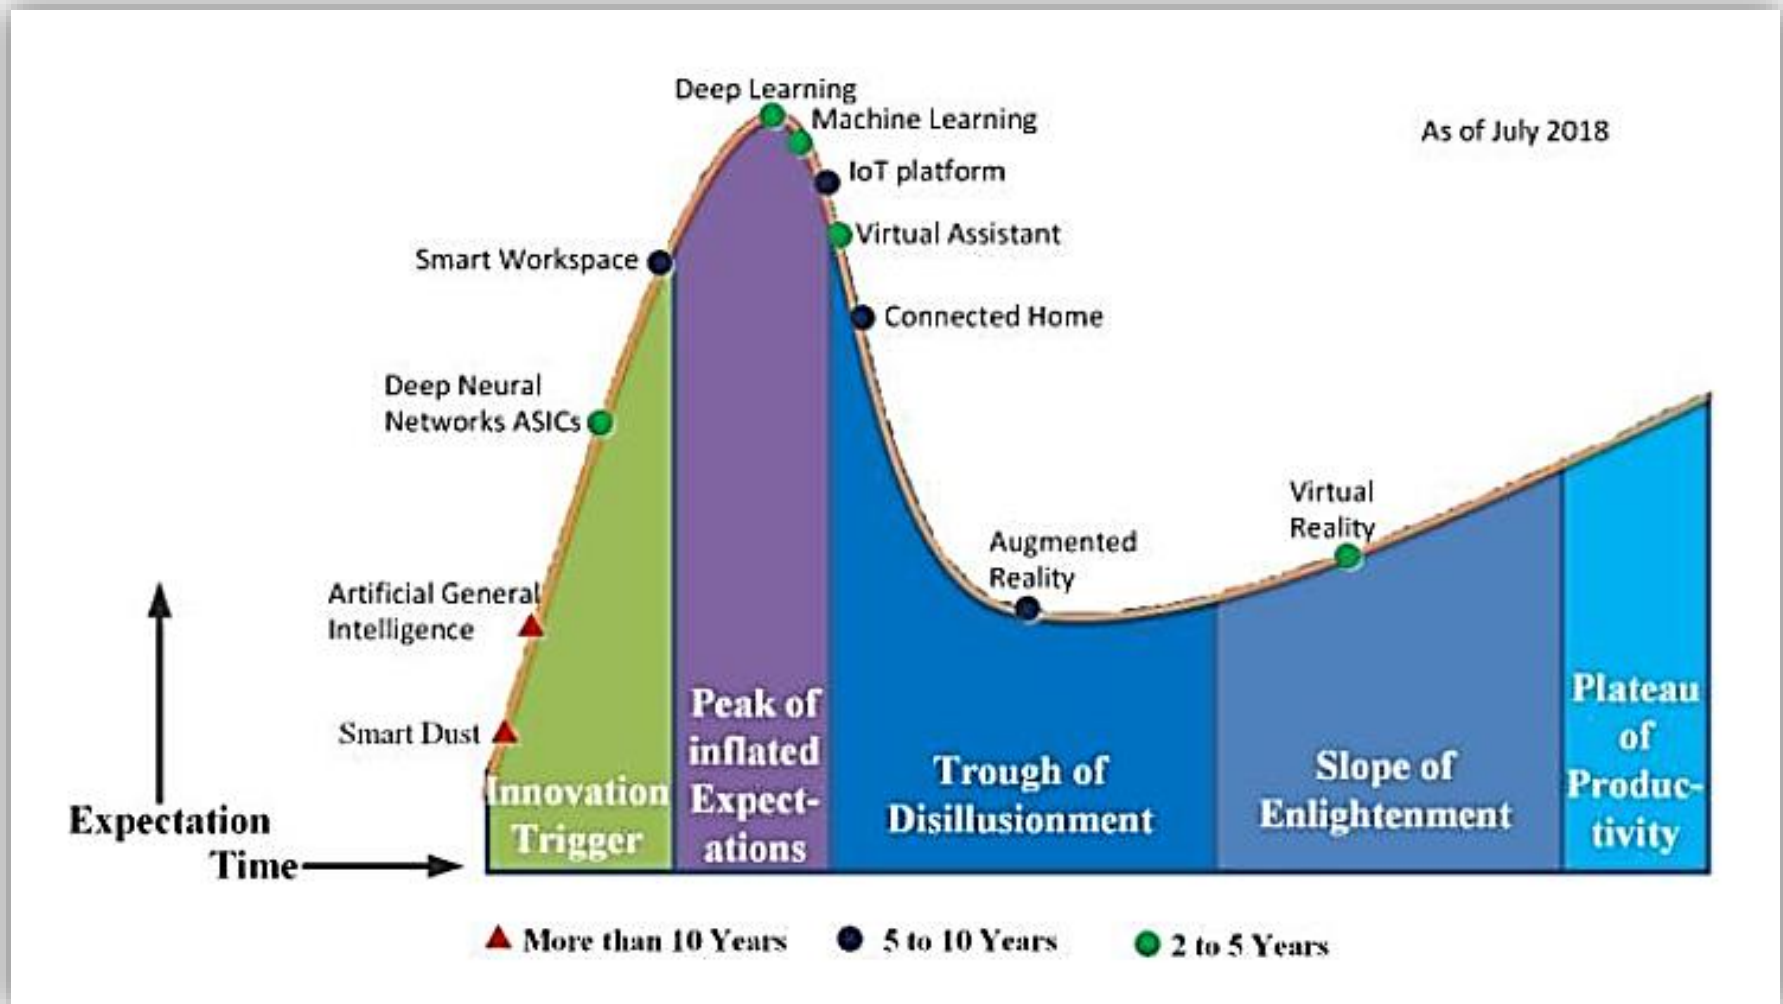 Deep Learning
Machine Learning
As of July 2018
IoT platform
Virtual Assistant
Smart Workspace
Connected Home
Deep Neural
Networks ASICs
Virtual
Reality
Augmented
Reality
Artificial General
Intelligence
Smart Dust
Innovation
Trigger
Peak of
inflated
Expect-
ations
Trough of
Disillusionment
Slope of
Enlightenment
Plateau
of
Produc-
tivity
Expectation
Time
More than 10 Years
5 to 10 Years
2 to 5 Years